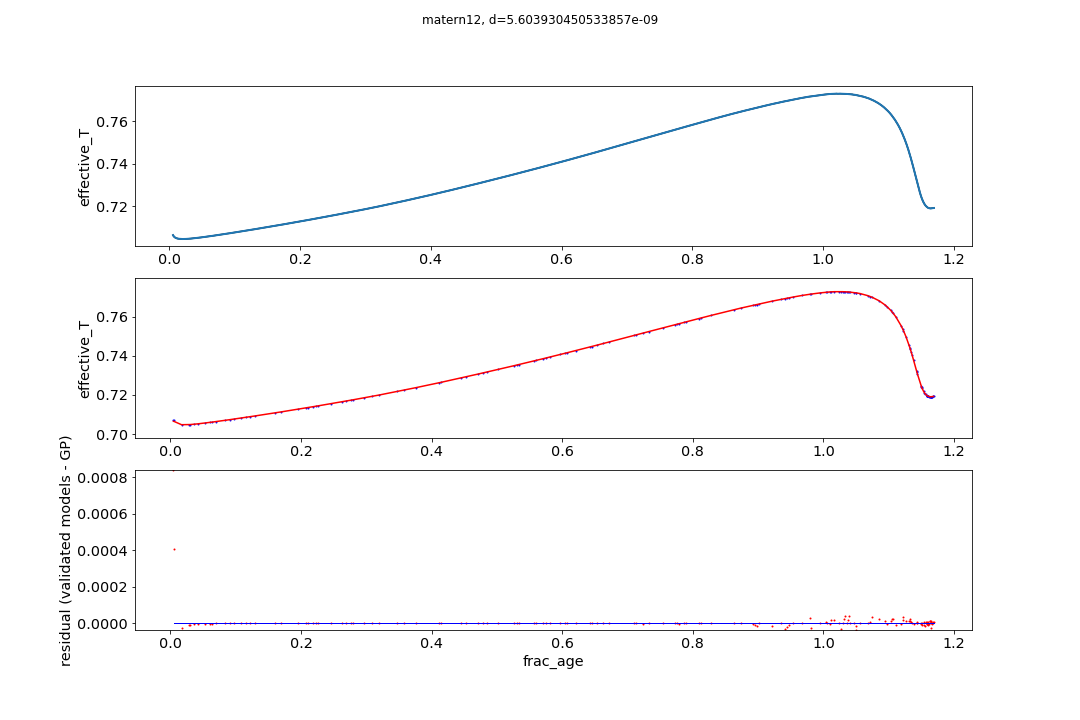 matern12, d=5.603930450533857e-09
effective_T
0.76
0.74
0.72
0.0 0.2 0.4 0.6 0.8 1.0 1.2
effective_T
0.76
0.74
0.72
0.70
0.0 0.2 0.4 0.6 0.8 1.0 1.2
residual (validated models - GP)
0.0008
0.0006
0.0004
0.0002
0.0000
0.0 0.2 0.4 0.6 0.8 1.0 1.2
frac_age